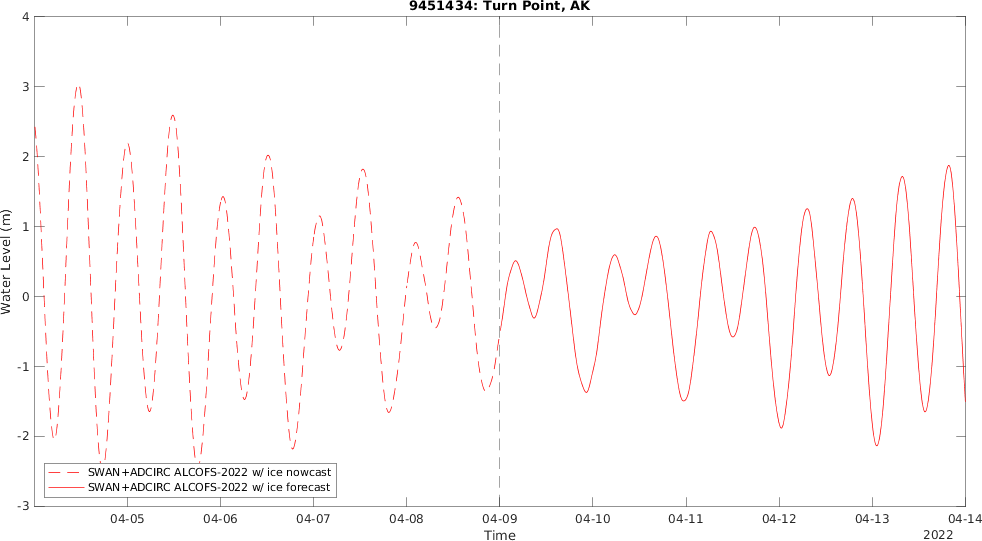 9451434: Turn Point, AK
Water Level (m)
4
3
2
1
0
-1
-2
-3
SWAN+ADCIRC ALCOFS-2022 w/ ice nowcast
SWAN+ADCIRC ALCOFS-2022 w/ ice forecast
04-05 04-06 04-07 04-08 04-09 04-10 04-11 04-12 04-13 04-14
Time
2022